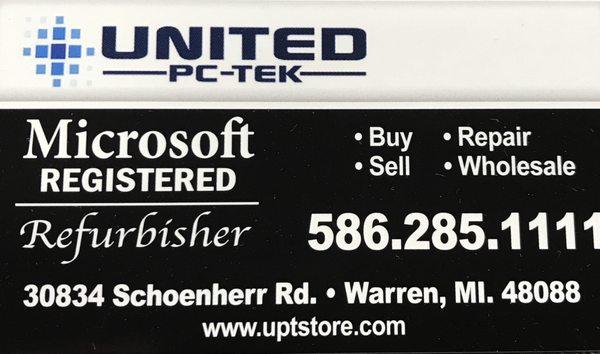 UNITED
PC-TEK
Microsoft
REGISTERED
Refurbisher
• Buy • Repair
• Sell • Wholesale
586.285.1111
30834 Schoenherr Rd. • Warren, MI. 48088
www.uptstore.com